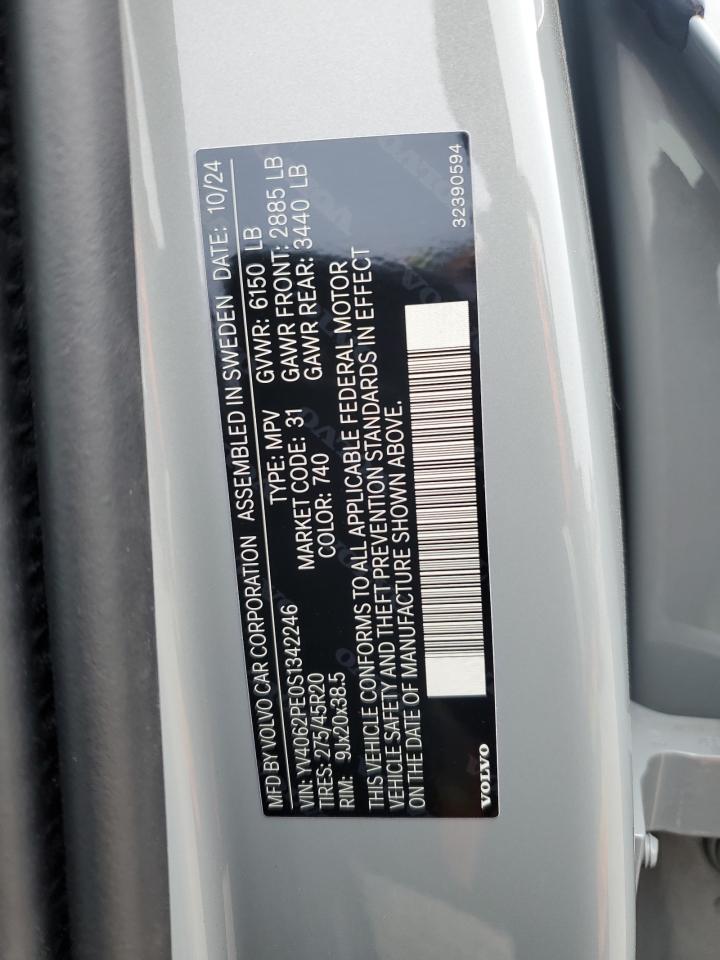 MFD BY VOLVO CAR CORPORATION ASSEMBLED IN SWEDEN DATE: 10/24
VIN: YV4062PE0S1342246 TYPE: MPV GVWR: 6150 LB
TIRES: 275/45R20 MARKET CODE: 31 GAWR FRONT: 2885 LB
RIM: 9Jx20x38.5 COLOR: 740 GAWR REAR: 3440 LB
THIS VEHICLE CONFORMS TO ALL APPLICABLE FEDERAL MOTOR
VEHICLE SAFETY AND THEFT PREVENTION STANDARDS IN EFFECT
ON THE DATE OF MANUFACTURE SHOWN ABOVE.
VOLVO 32390594